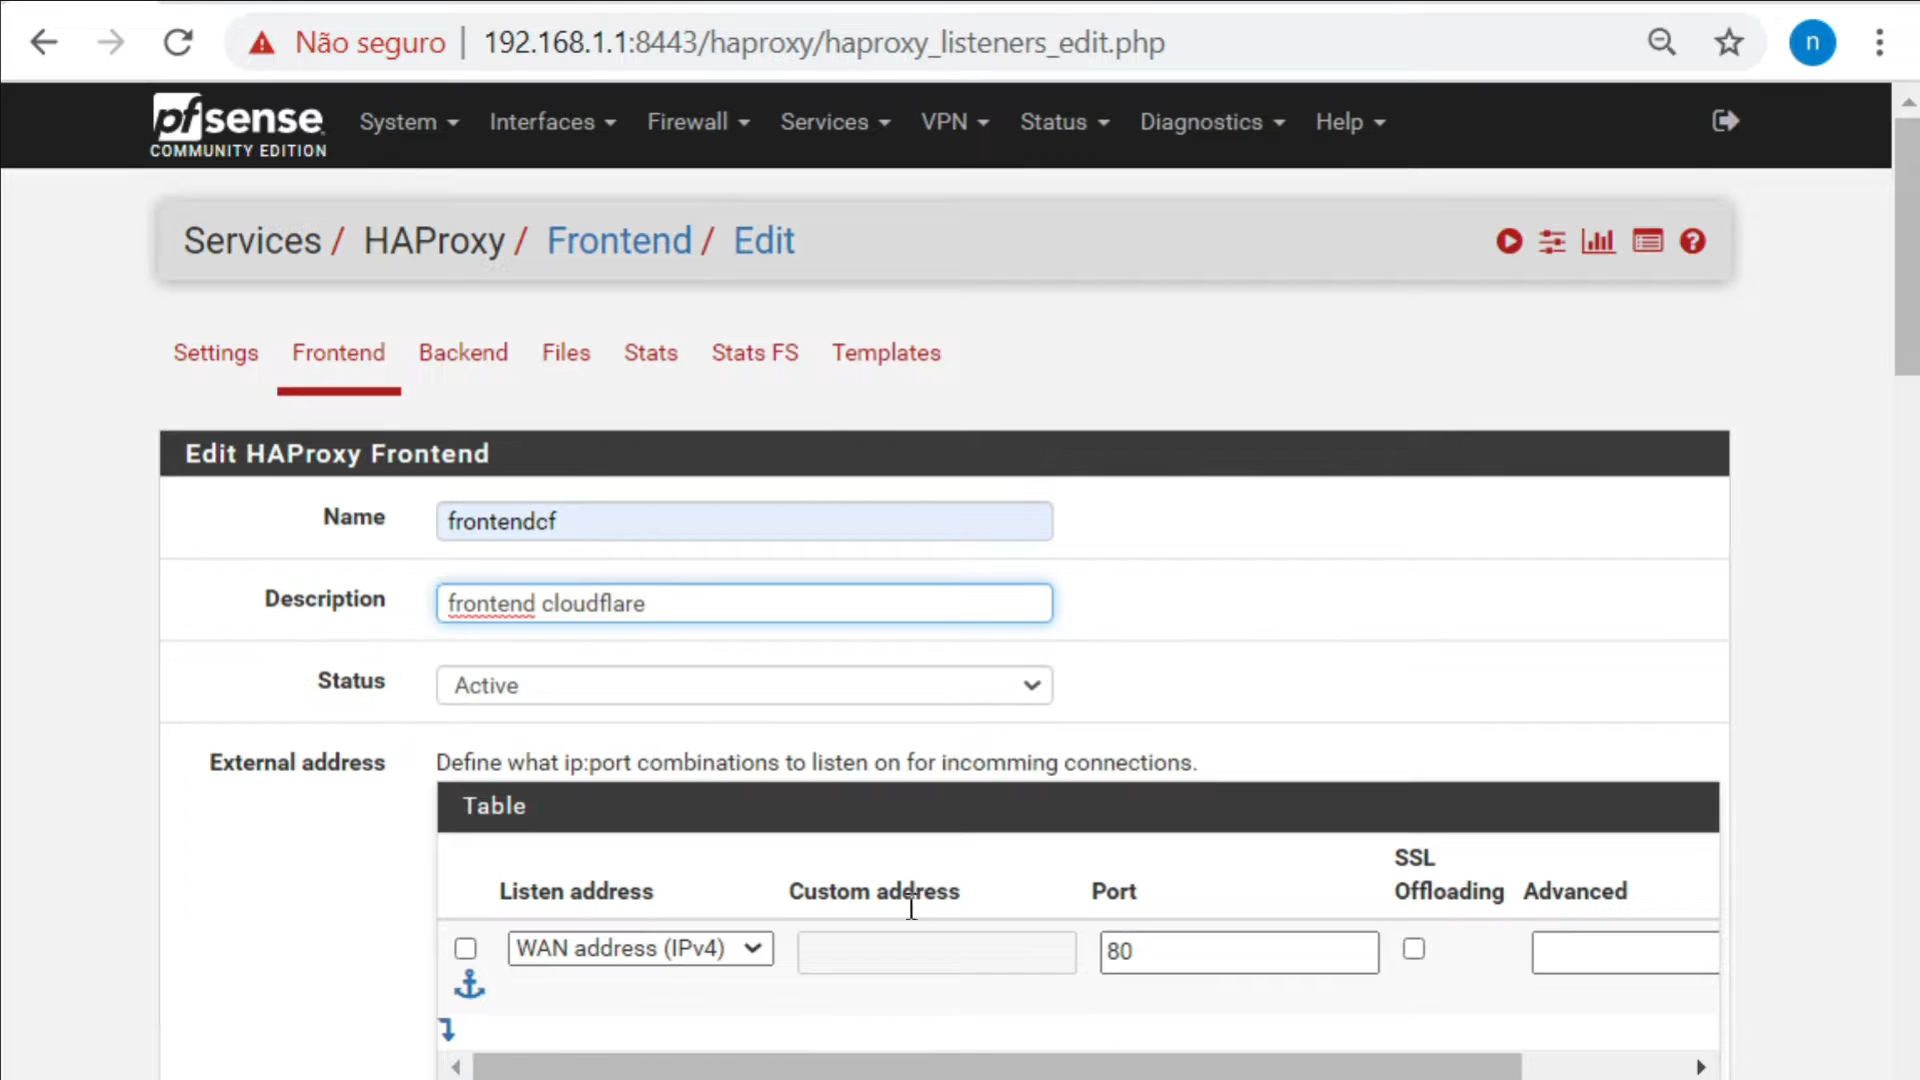 Não seguro | 192.168.1.1:8443/haproxy/haproxy_listeners_edit.php
n
pfsense
COMMUNITY EDITION
System Interfaces Firewall Services VPN Status Diagnostics Help
Services / HAProxy / Frontend / Edit
Settings Frontend Backend Files Stats Stats FS Templates
Edit HAProxy Frontend
Name frontendcf
Description frontend cloudflare
Status Active
External address Define what ip:port combinations to listen on for incomming connections.
Table
Listen address Custom address Port SSL Offloading Advanced
WAN address (IPv4) 80